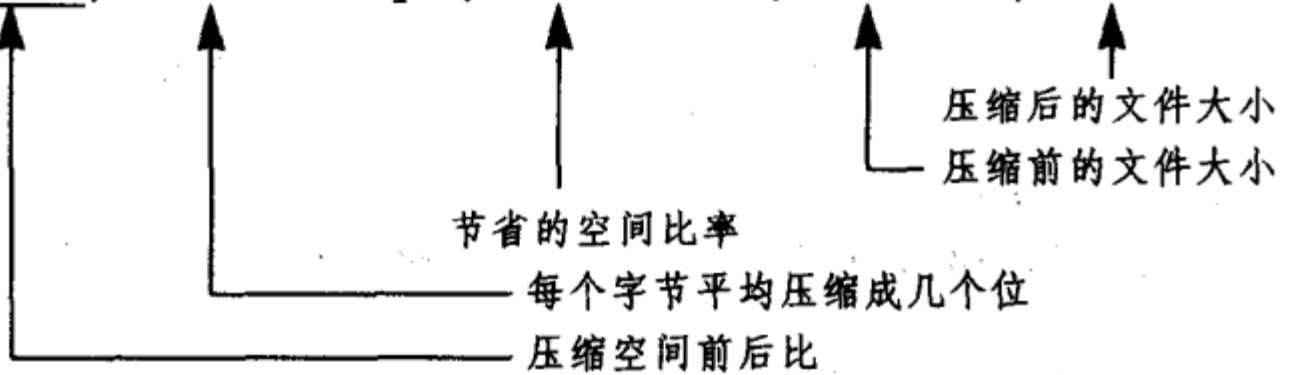 压缩后的文件大小
压缩前的文件大小
节省的空间比率
每个字节平均压缩成几个位
压缩空间前后比